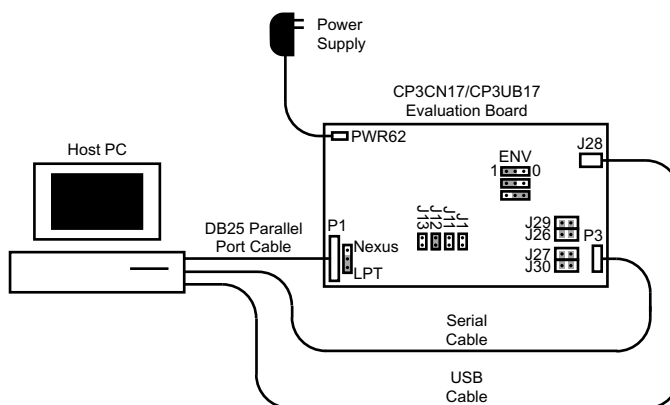 Power
Supply
CP3CN17/CP3UB17
Evaluation Board
PWR62
J28
Host PC
ENV
1
0
DB25 Parallel
Port Cable
P1
J13
J12
J11
J1
J29
J26
P3
Nexus
LPT
J27
J30
Serial
Cable
USB
Cable